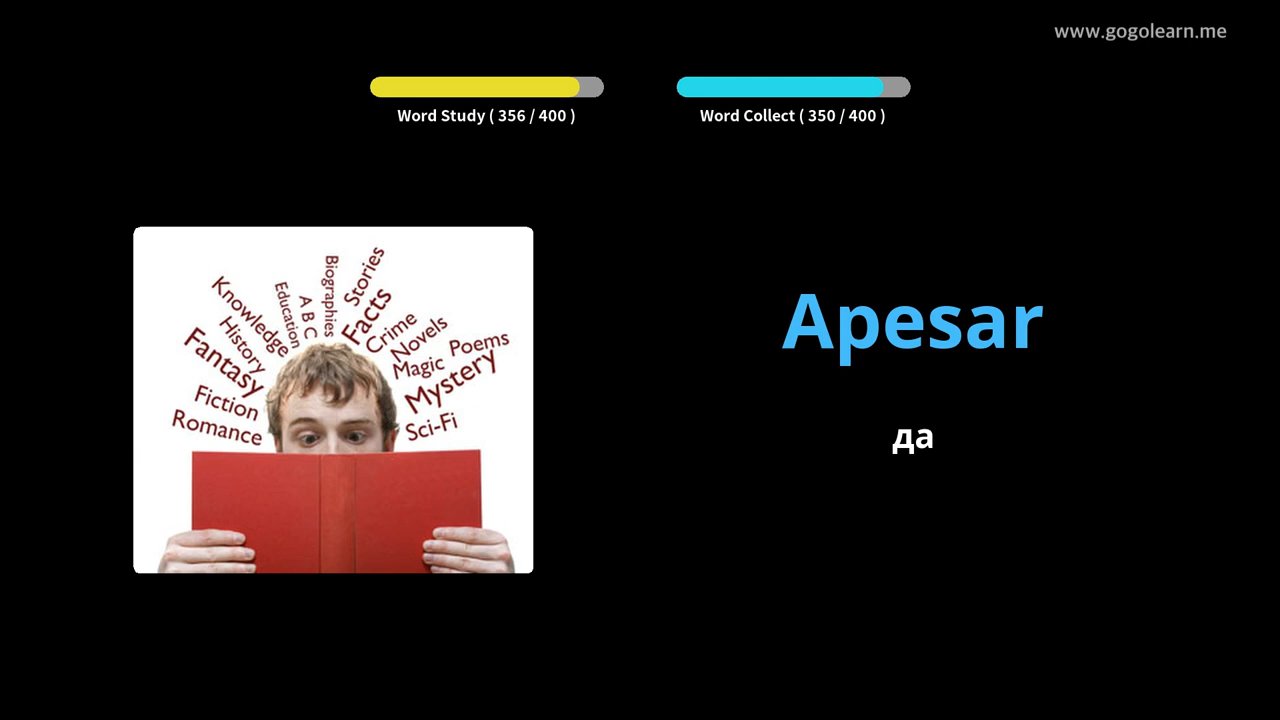 www.gogolearn.me
Word Study ( 356 / 400 )
Word Collect ( 350 / 400 )
Biographies
Stories
Education
A B C
Facts
Knowledge
Crime
History
Novels
Poems
Fantasy
Magic
Mystery
Fiction
Romance
Sci-Fi
Apesar
да